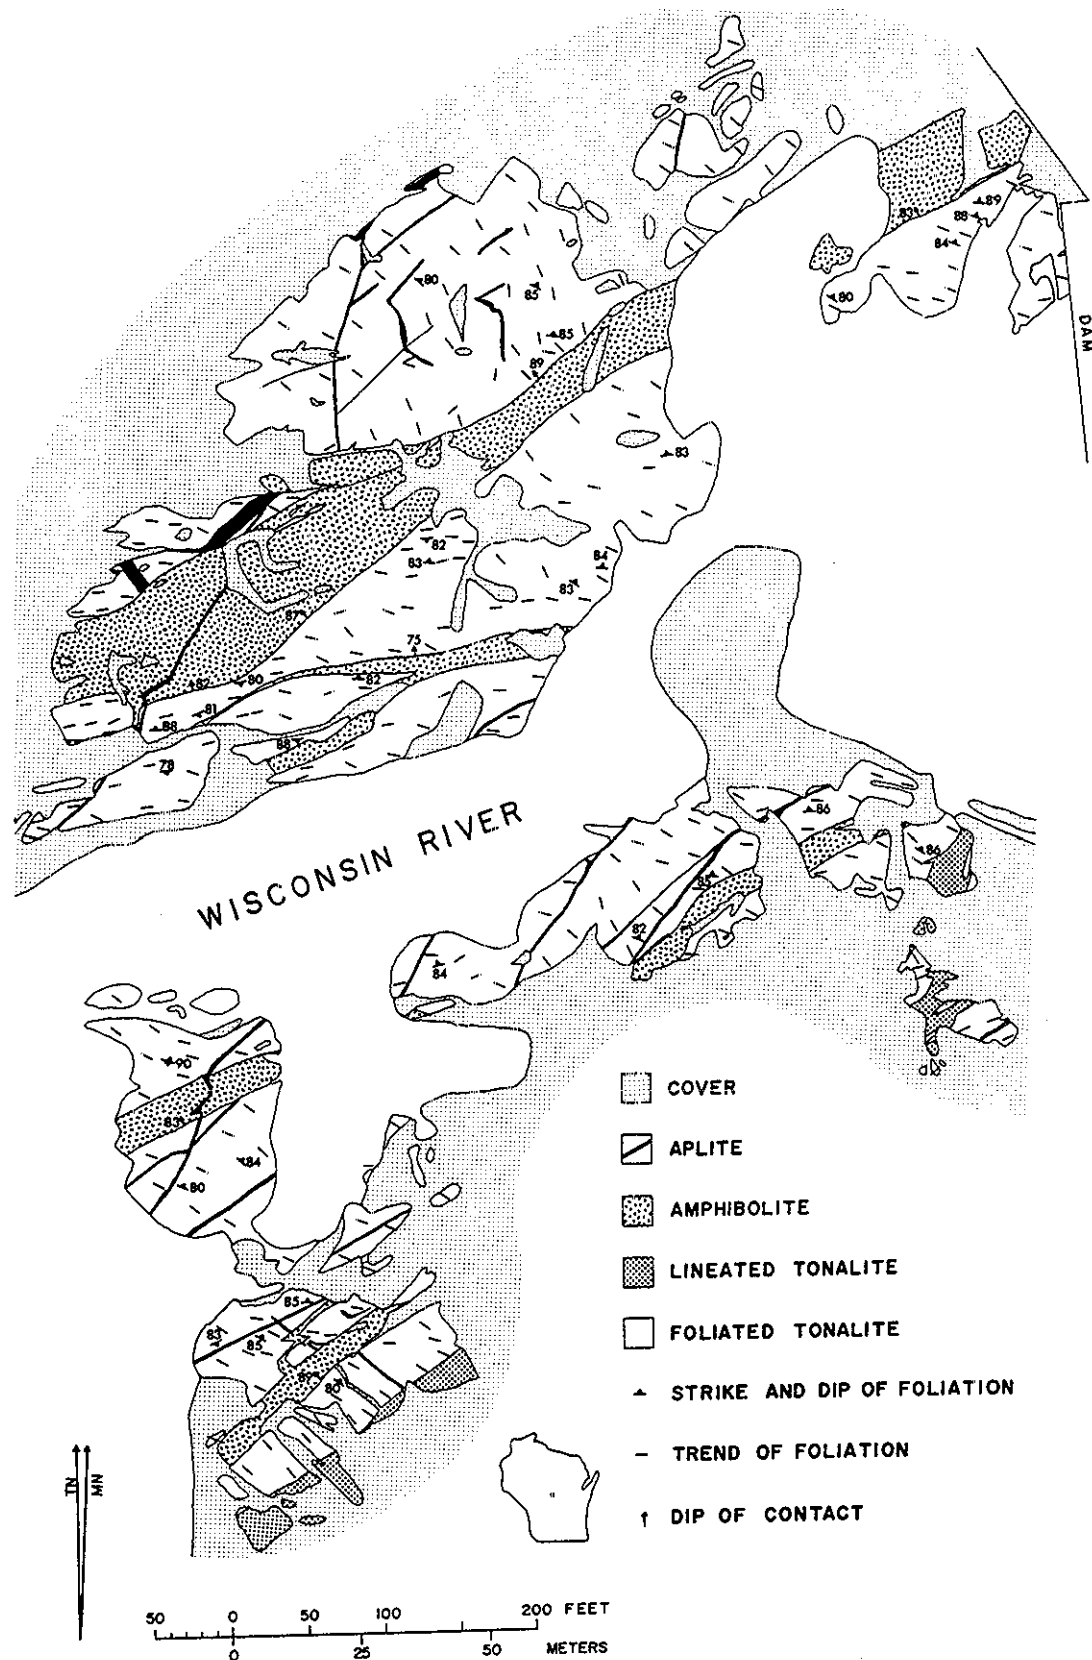 89
83
88
84
80
DAM
80
85
85
89
83
82
83
84
83
87
75
82
80
82
81
88
88
78
WISCONSIN RIVER
86
86
85
82
84
90
83
84
80
85
83
85
86
COVER
APLITE
AMPHIBOLITE
LINEATED TONALITE
FOLIATED TONALITE
STRIKE AND DIP OF FOLIATION
TREND OF FOLIATION
DIP OF CONTACT
TN
MN
50 0 50 100 200 FEET
0 25 50 METERS